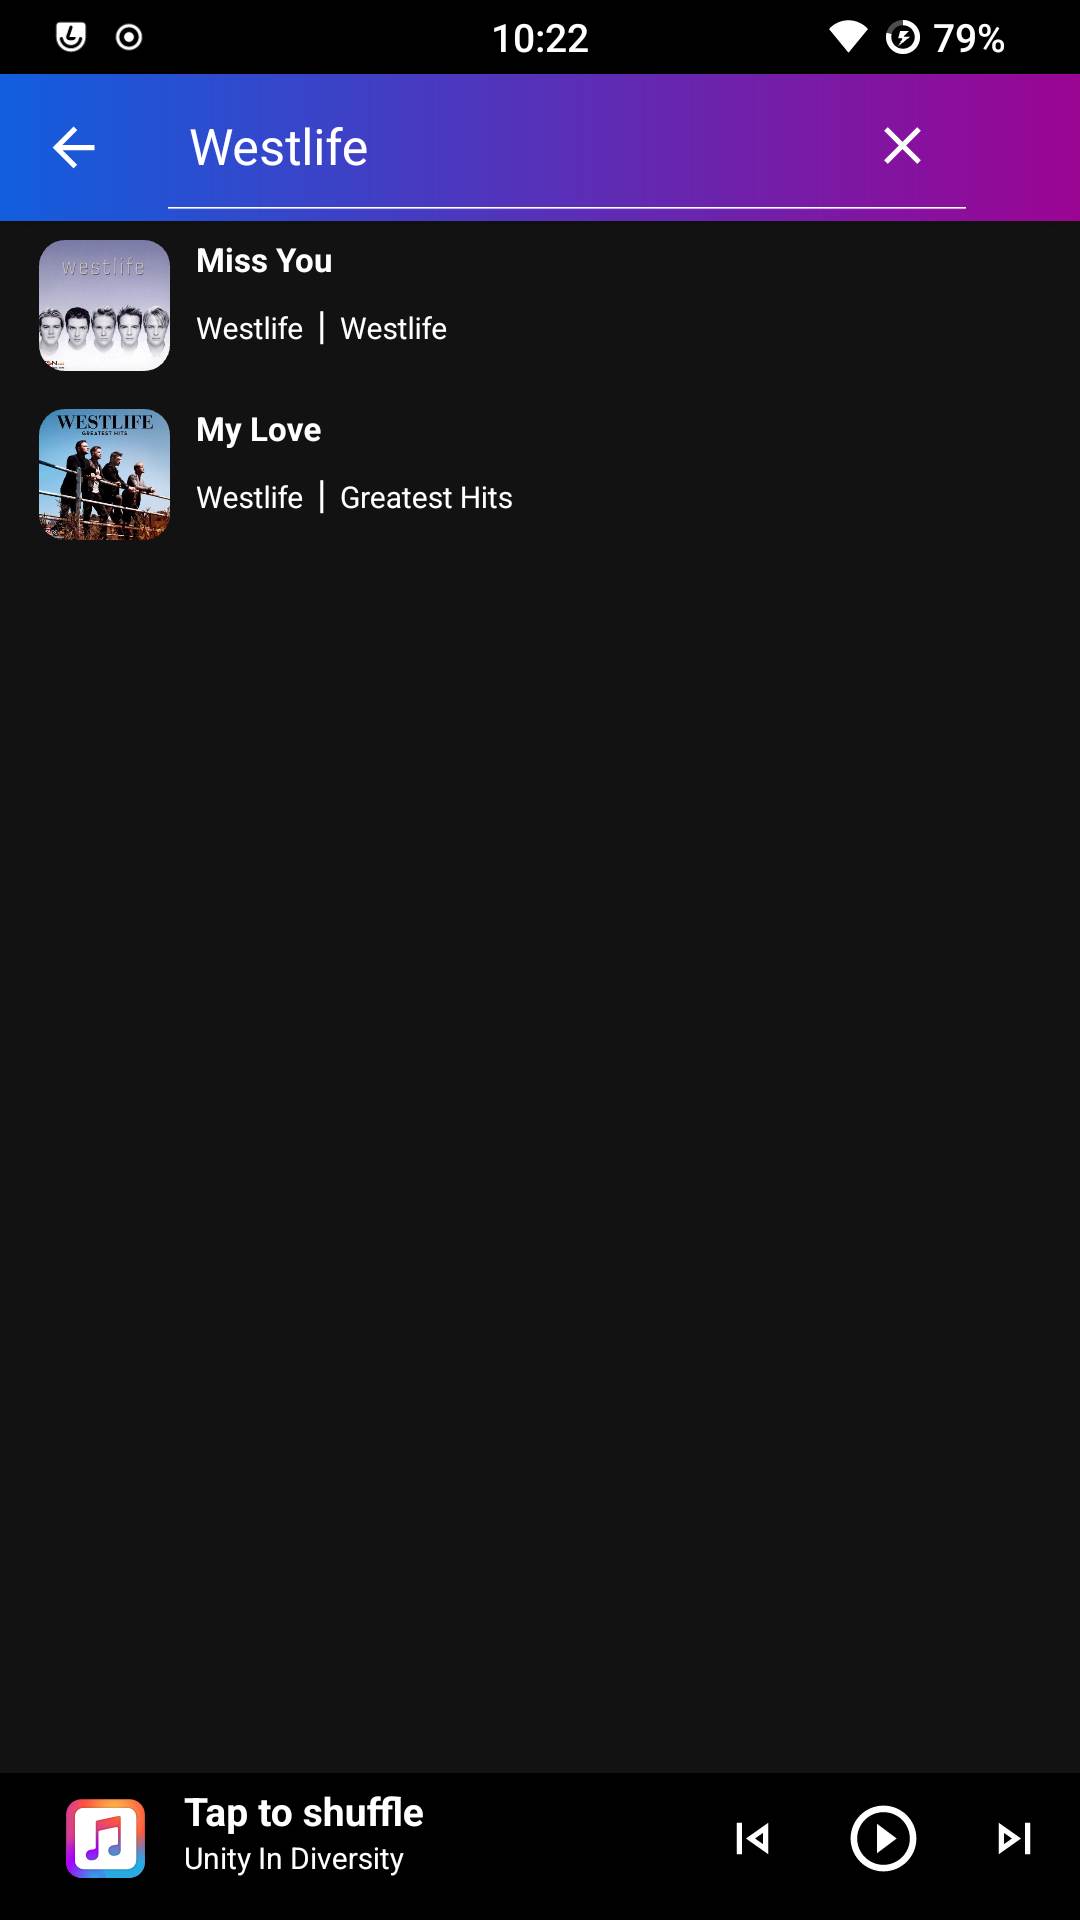 10:22
79%
Westlife
westlife
Miss You
Westlife | Westlife
WESTLIFE
GREATEST HITS
My Love
Westlife | Greatest Hits
Tap to shuffle
Unity In Diversity